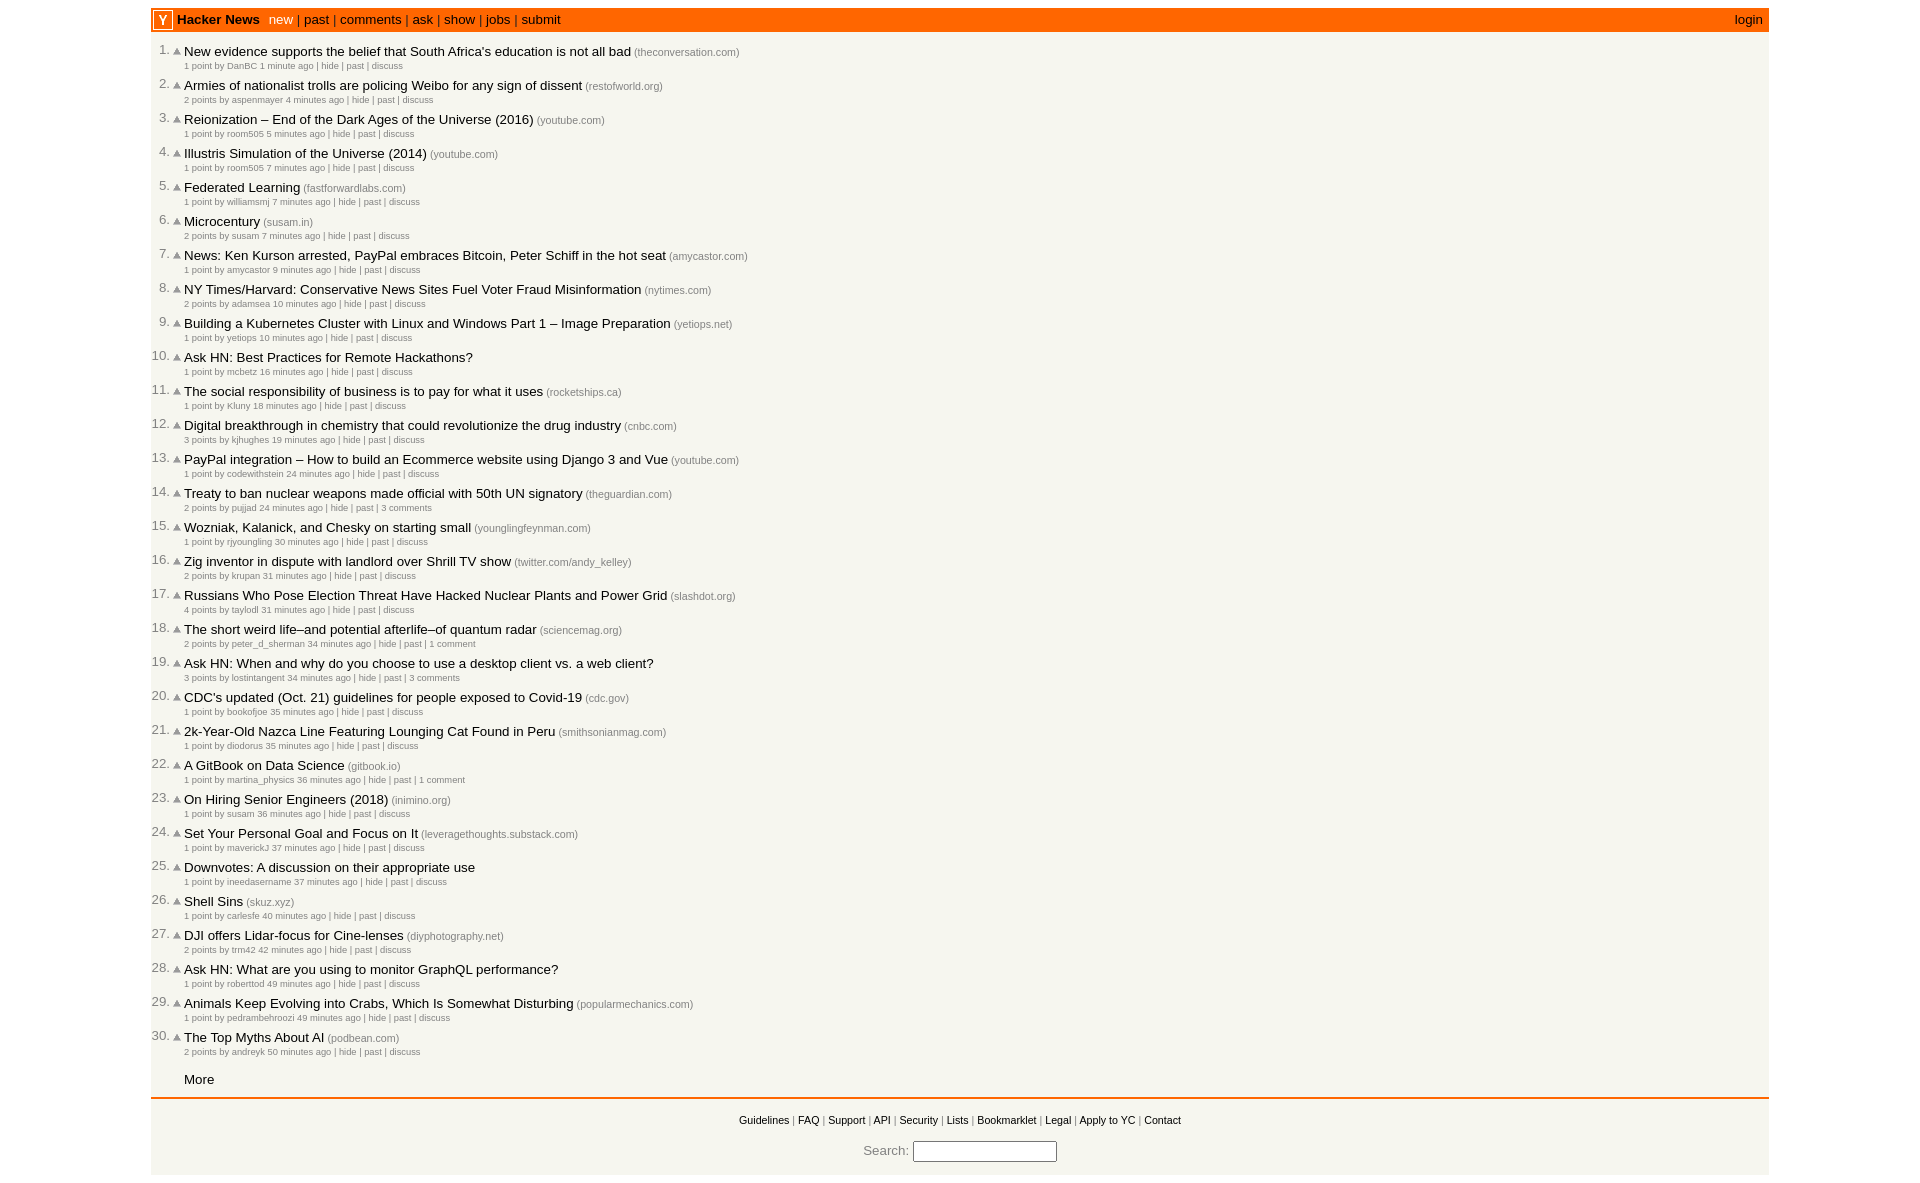 Y Hacker News new | past | comments | ask | show | jobs | submit login
1. New evidence supports the belief that South Africa's education is not all bad (theconversation.com)
1 point by DanBC 1 minute ago | hide | past | discuss
2. Armies of nationalist trolls are policing Weibo for any sign of dissent (restofworld.org)
2 points by aspenmayer 4 minutes ago | hide | past | discuss
3. Reionization – End of the Dark Ages of the Universe (2016) (youtube.com)
1 point by room505 5 minutes ago | hide | past | discuss
4. Illustris Simulation of the Universe (2014) (youtube.com)
1 point by room505 7 minutes ago | hide | past | discuss
5. Federated Learning (fastforwardlabs.com)
1 point by williamsmj 7 minutes ago | hide | past | discuss
6. Microcentury (susam.in)
2 points by susam 7 minutes ago | hide | past | discuss
7. News: Ken Kurson arrested, PayPal embraces Bitcoin, Peter Schiff in the hot seat (amycastor.com)
1 point by amycastor 9 minutes ago | hide | past | discuss
8. NY Times/Harvard: Conservative News Sites Fuel Voter Fraud Misinformation (nytimes.com)
2 points by adamsea 10 minutes ago | hide | past | discuss
9. Building a Kubernetes Cluster with Linux and Windows Part 1 – Image Preparation (yetiops.net)
1 point by yetiops 10 minutes ago | hide | past | discuss
10. Ask HN: Best Practices for Remote Hackathons?
1 point by mcbetz 16 minutes ago | hide | past | discuss
11. The social responsibility of business is to pay for what it uses (rocketships.ca)
1 point by Kluny 18 minutes ago | hide | past | discuss
12. Digital breakthrough in chemistry that could revolutionize the drug industry (cnbc.com)
3 points by kjhughes 19 minutes ago | hide | past | discuss
13. PayPal integration – How to build an Ecommerce website using Django 3 and Vue (youtube.com)
1 point by codewithstein 24 minutes ago | hide | past | discuss
14. Treaty to ban nuclear weapons made official with 50th UN signatory (theguardian.com)
2 points by pujjad 24 minutes ago | hide | past | 3 comments
15. Wozniak, Kalanick, and Chesky on starting small (younglingfeynman.com)
1 point by rjyoungling 30 minutes ago | hide | past | discuss
16. Zig inventor in dispute with landlord over Shrill TV show (twitter.com/andy_kelley)
2 points by krupan 31 minutes ago | hide | past | discuss
17. Russians Who Pose Election Threat Have Hacked Nuclear Plants and Power Grid (slashdot.org)
4 points by taylodl 31 minutes ago | hide | past | discuss
18. The short weird life–and potential afterlife–of quantum radar (sciencemag.org)
2 points by peter_d_sherman 34 minutes ago | hide | past | 1 comment
19. Ask HN: When and why do you choose to use a desktop client vs. a web client?
3 points by lostintangent 34 minutes ago | hide | past | 3 comments
20. CDC's updated (Oct. 21) guidelines for people exposed to Covid-19 (cdc.gov)
1 point by bookofjoe 35 minutes ago | hide | past | discuss
21. 2k-Year-Old Nazca Line Featuring Lounging Cat Found in Peru (smithsonianmag.com)
1 point by diodorus 35 minutes ago | hide | past | discuss
22. A GitBook on Data Science (gitbook.io)
1 point by martina_physics 36 minutes ago | hide | past | 1 comment
23. On Hiring Senior Engineers (2018) (inimino.org)
1 point by susam 36 minutes ago | hide | past | discuss
24. Set Your Personal Goal and Focus on It (leveragethoughts.substack.com)
1 point by maverickJ 37 minutes ago | hide | past | discuss
25. Downvotes: A discussion on their appropriate use
1 point by ineedasername 37 minutes ago | hide | past | discuss
26. Shell Sins (skuz.xyz)
1 point by carlesfe 40 minutes ago | hide | past | discuss
27. DJI offers Lidar-focus for Cine-lenses (diyphotography.net)
2 points by trm42 42 minutes ago | hide | past | discuss
28. Ask HN: What are you using to monitor GraphQL performance?
1 point by roberttod 49 minutes ago | hide | past | discuss
29. Animals Keep Evolving into Crabs, Which Is Somewhat Disturbing (popularmechanics.com)
1 point by pedrambehroozi 49 minutes ago | hide | past | discuss
30. The Top Myths About AI (podbean.com)
2 points by andreyk 50 minutes ago | hide | past | discuss
More
Guidelines | FAQ | Support | API | Security | Lists | Bookmarklet | Legal | Apply to YC | Contact
Search: